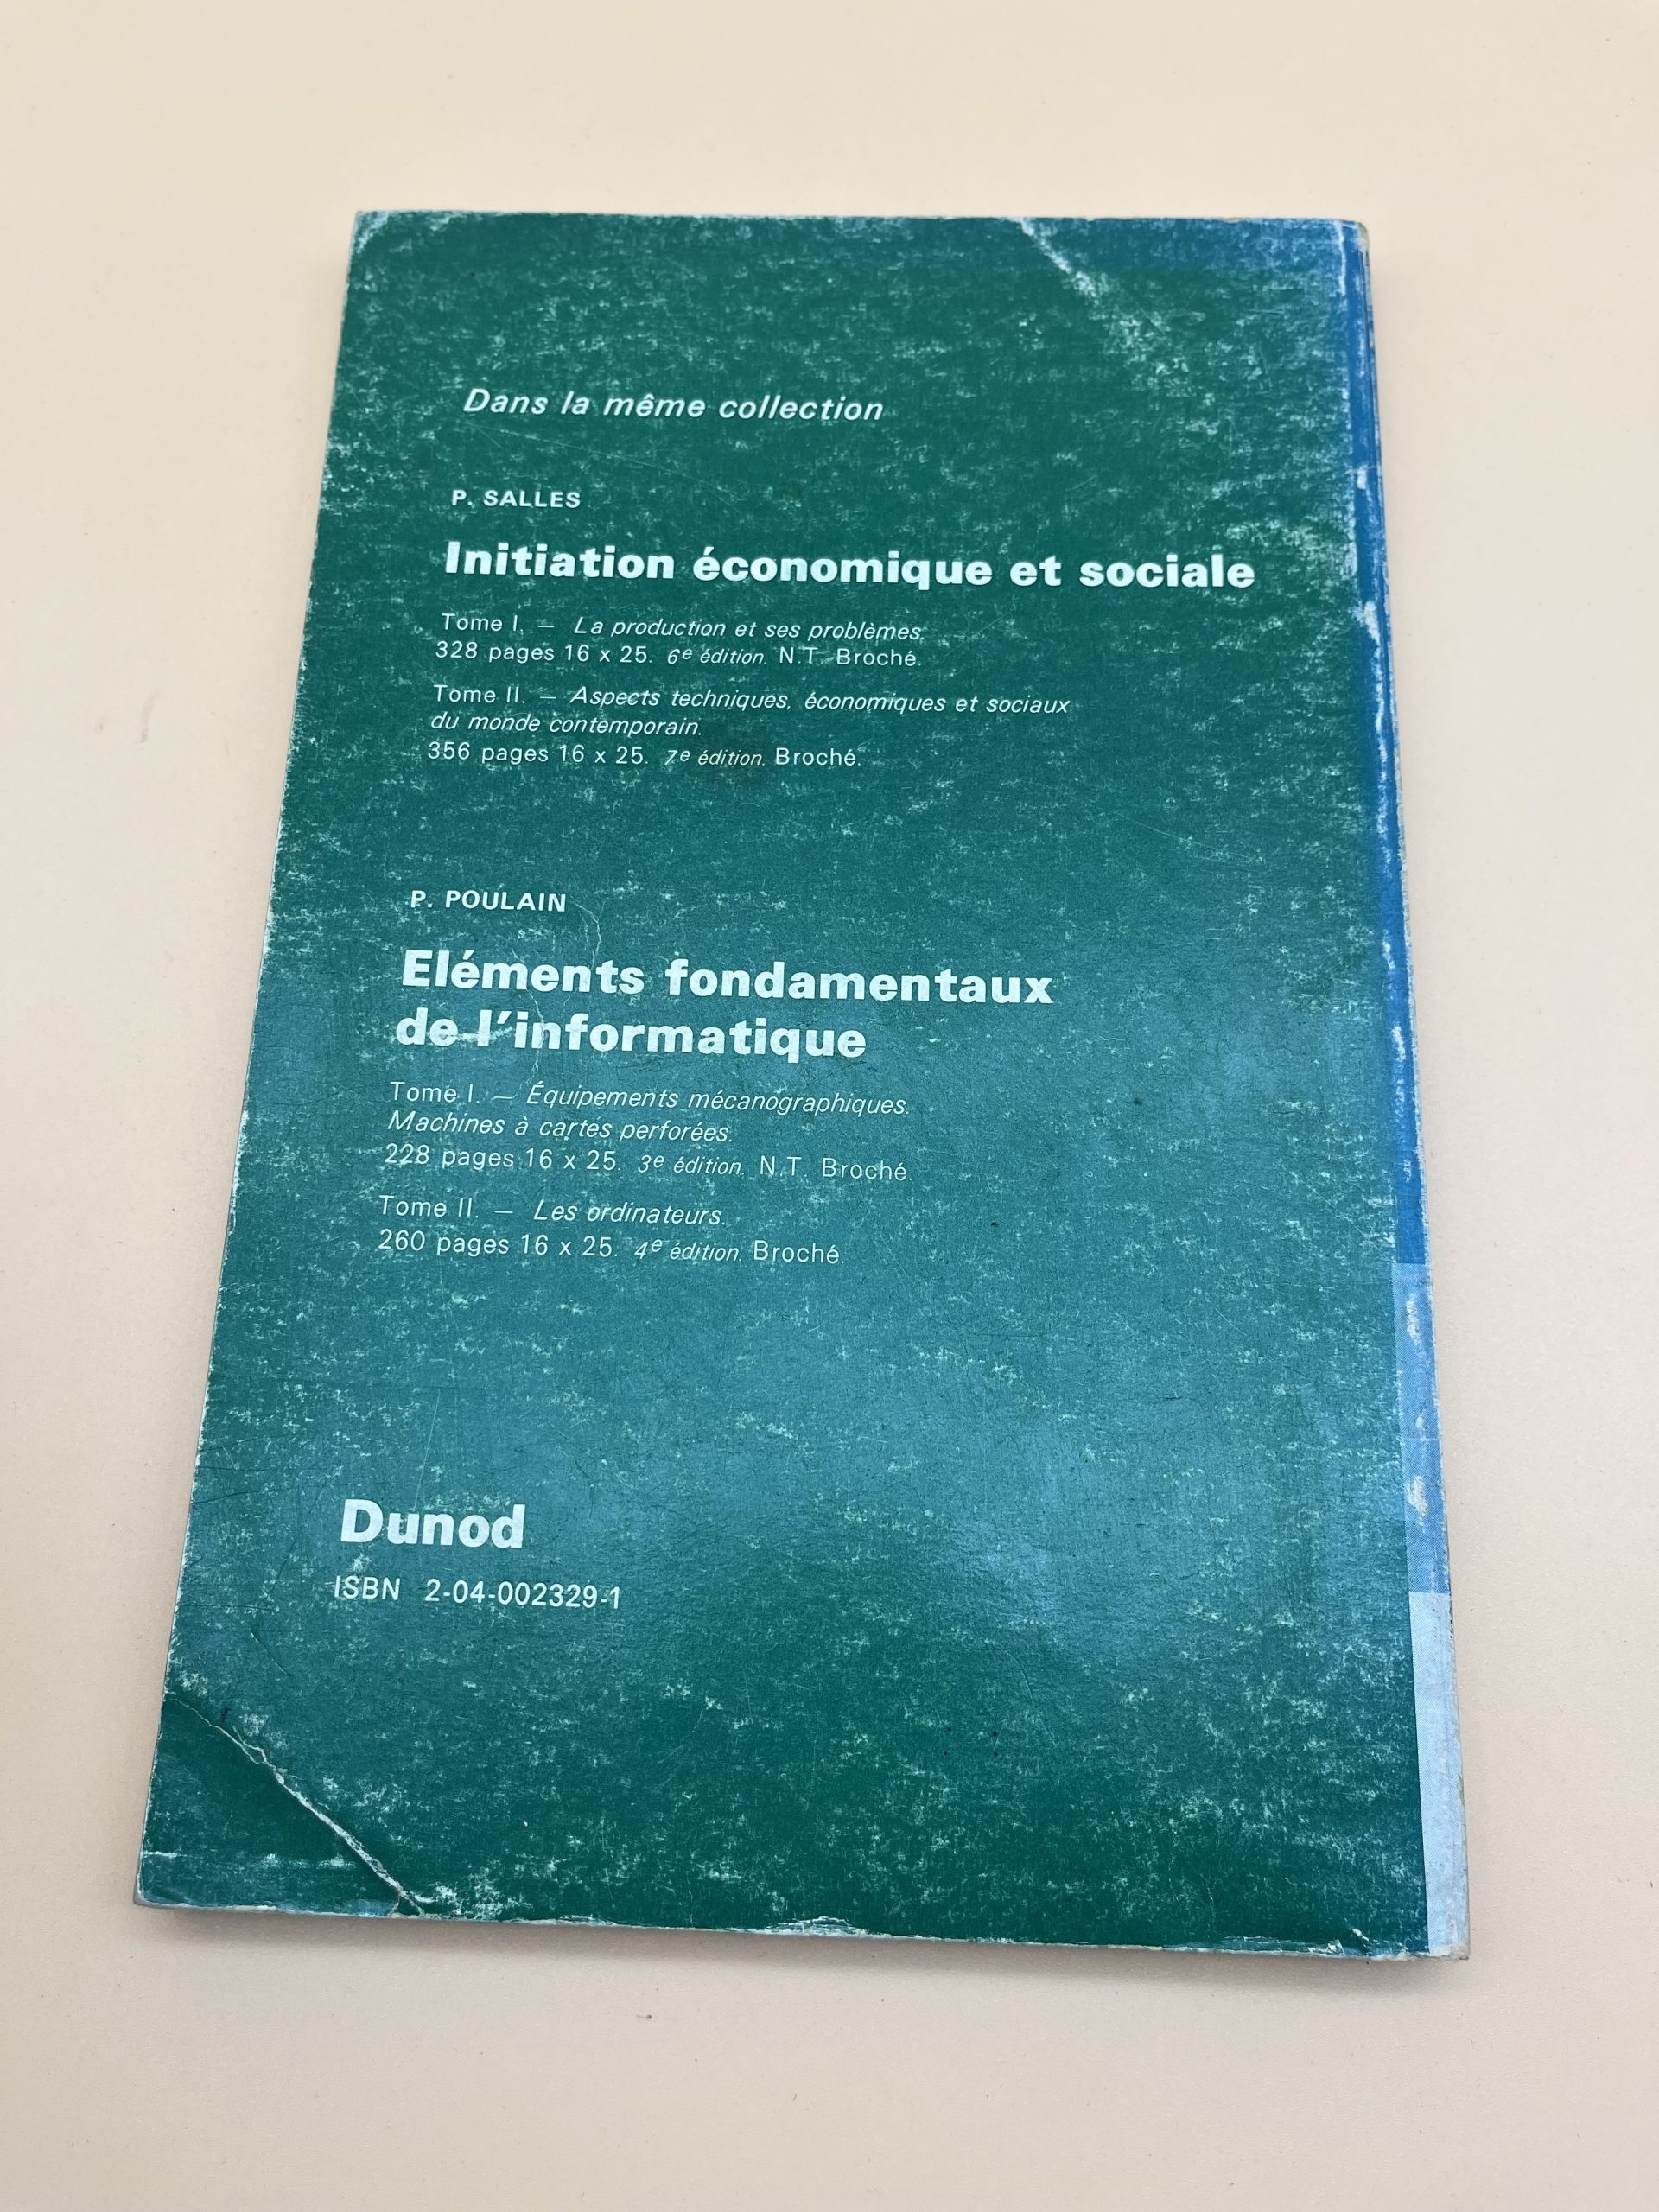 Dans la même collection
P. SALLES
Initiation économique et sociale
Tome I. — La production et ses problèmes.
328 pages 16 x 25. 6e édition. N.T. Broché.
Tome II. — Aspects techniques, économiques et sociaux
du monde contemporain.
356 pages 16 x 25. 7e édition. Broché.
P. POULAIN
Eléments fondamentaux
de l'informatique
Tome I. — Équipements mécanographiques.
Machines à cartes perforées.
228 pages 16 x 25. 3e édition. N.T. Broché.
Tome II. — Les ordinateurs.
260 pages 16 x 25. 4e édition. Broché.
Dunod
ISBN 2-04-002329-1